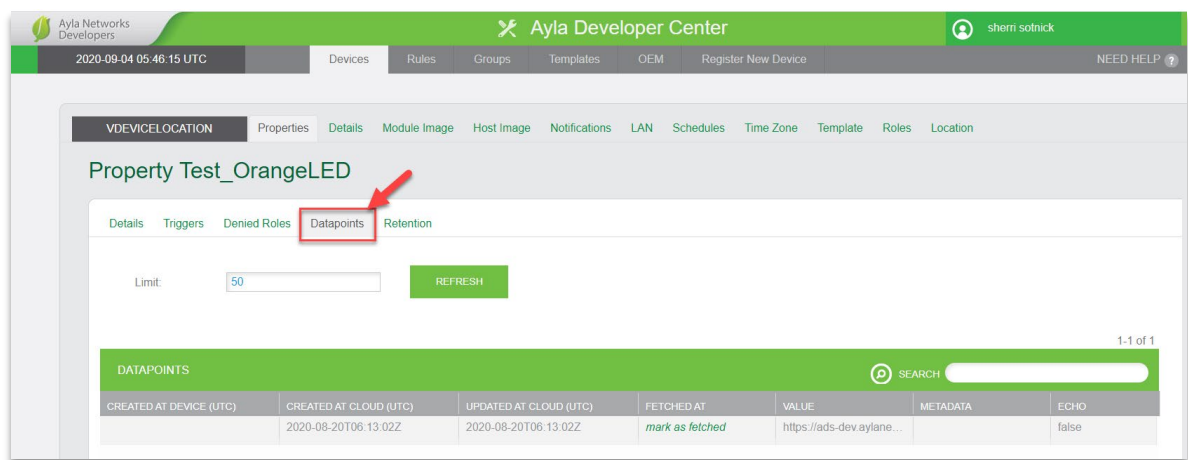 Ayla Networks
Developers
Ayla Developer Center
sherri sotnick
2020-09-04 05:46:15 UTC Devices Rules Groups Templates OEM Register New Device NEED HELP ?
VDEVICELOCATION Properties Details Module Image Host Image Notifications LAN Schedules Time Zone Template Roles Location
Property Test_OrangeLED
Details Triggers Denied Roles Datapoints Retention
Limit: 50 REFRESH
1-1 of 1
DATAPOINTS SEARCH
CREATED AT DEVICE (UTC) CREATED AT CLOUD (UTC) UPDATED AT CLOUD (UTC) FETCHED AT VALUE METADATA ECHO
2020-08-20T06:13:02Z 2020-08-20T06:13:02Z mark as fetched https://ads-dev.aylane... false